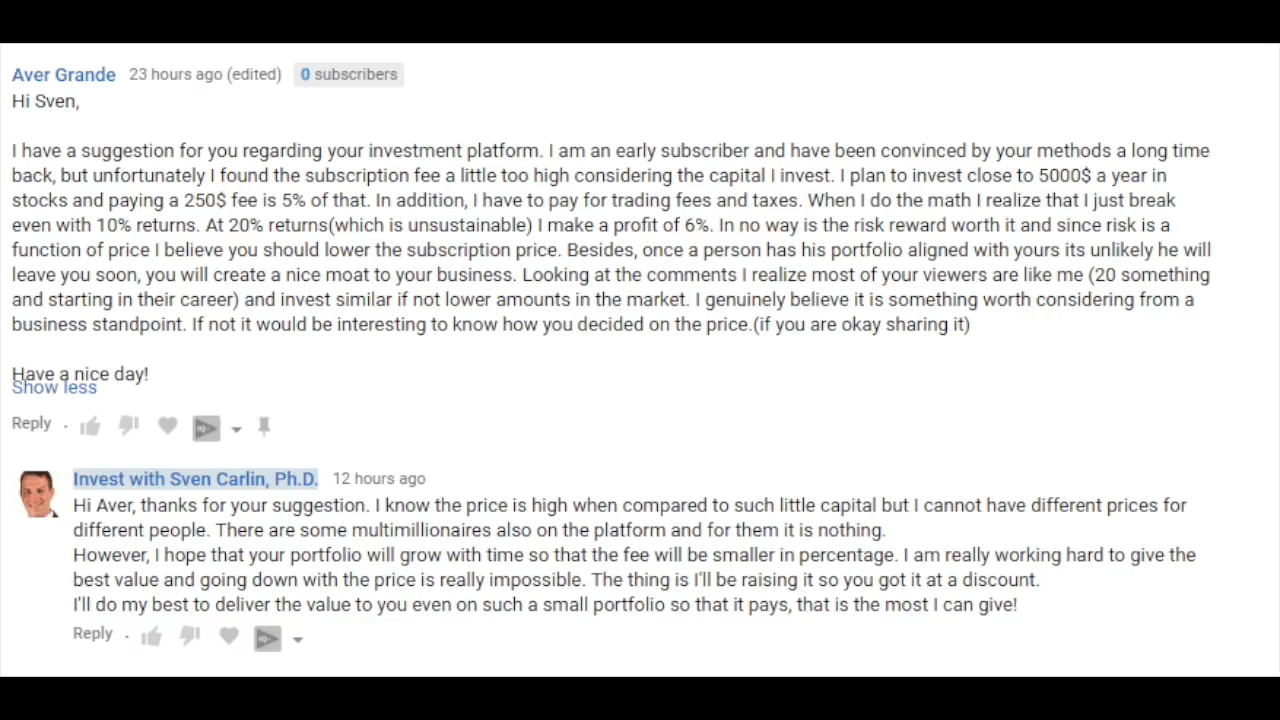 Aver Grande 23 hours ago (edited) 0 subscribers
Hi Sven,
I have a suggestion for you regarding your investment platform. I am an early subscriber and have been convinced by your methods a long time
back, but unfortunately I found the subscription fee a little too high considering the capital I invest. I plan to invest close to 5000$ a year in
stocks and paying a 250$ fee is 5% of that. In addition, I have to pay for trading fees and taxes. When I do the math I realize that I just break
even with 10% returns. At 20% returns(which is unsustainable) I make a profit of 6%. In no way is the risk reward worth it and since risk is a
function of price I believe you should lower the subscription price. Besides, once a person has his portfolio aligned with yours its unlikely he will
leave you soon, you will create a nice moat to your business. Looking at the comments I realize most of your viewers are like me (20 something
and starting in their career) and invest similar if not lower amounts in the market. I genuinely believe it is something worth considering from a
business standpoint. If not it would be interesting to know how you decided on the price.(if you are okay sharing it)
Have a nice day!
Show less
Reply
Invest with Sven Carlin, Ph.D. 12 hours ago
Hi Aver, thanks for your suggestion. I know the price is high when compared to such little capital but I cannot have different prices for
different people. There are some multimillionaires also on the platform and for them it is nothing.
However, I hope that your portfolio will grow with time so that the fee will be smaller in percentage. I am really working hard to give the
best value and going down with the price is really impossible. The thing is I'll be raising it so you got it at a discount.
I'll do my best to deliver the value to you even on such a small portfolio so that it pays, that is the most I can give!
Reply